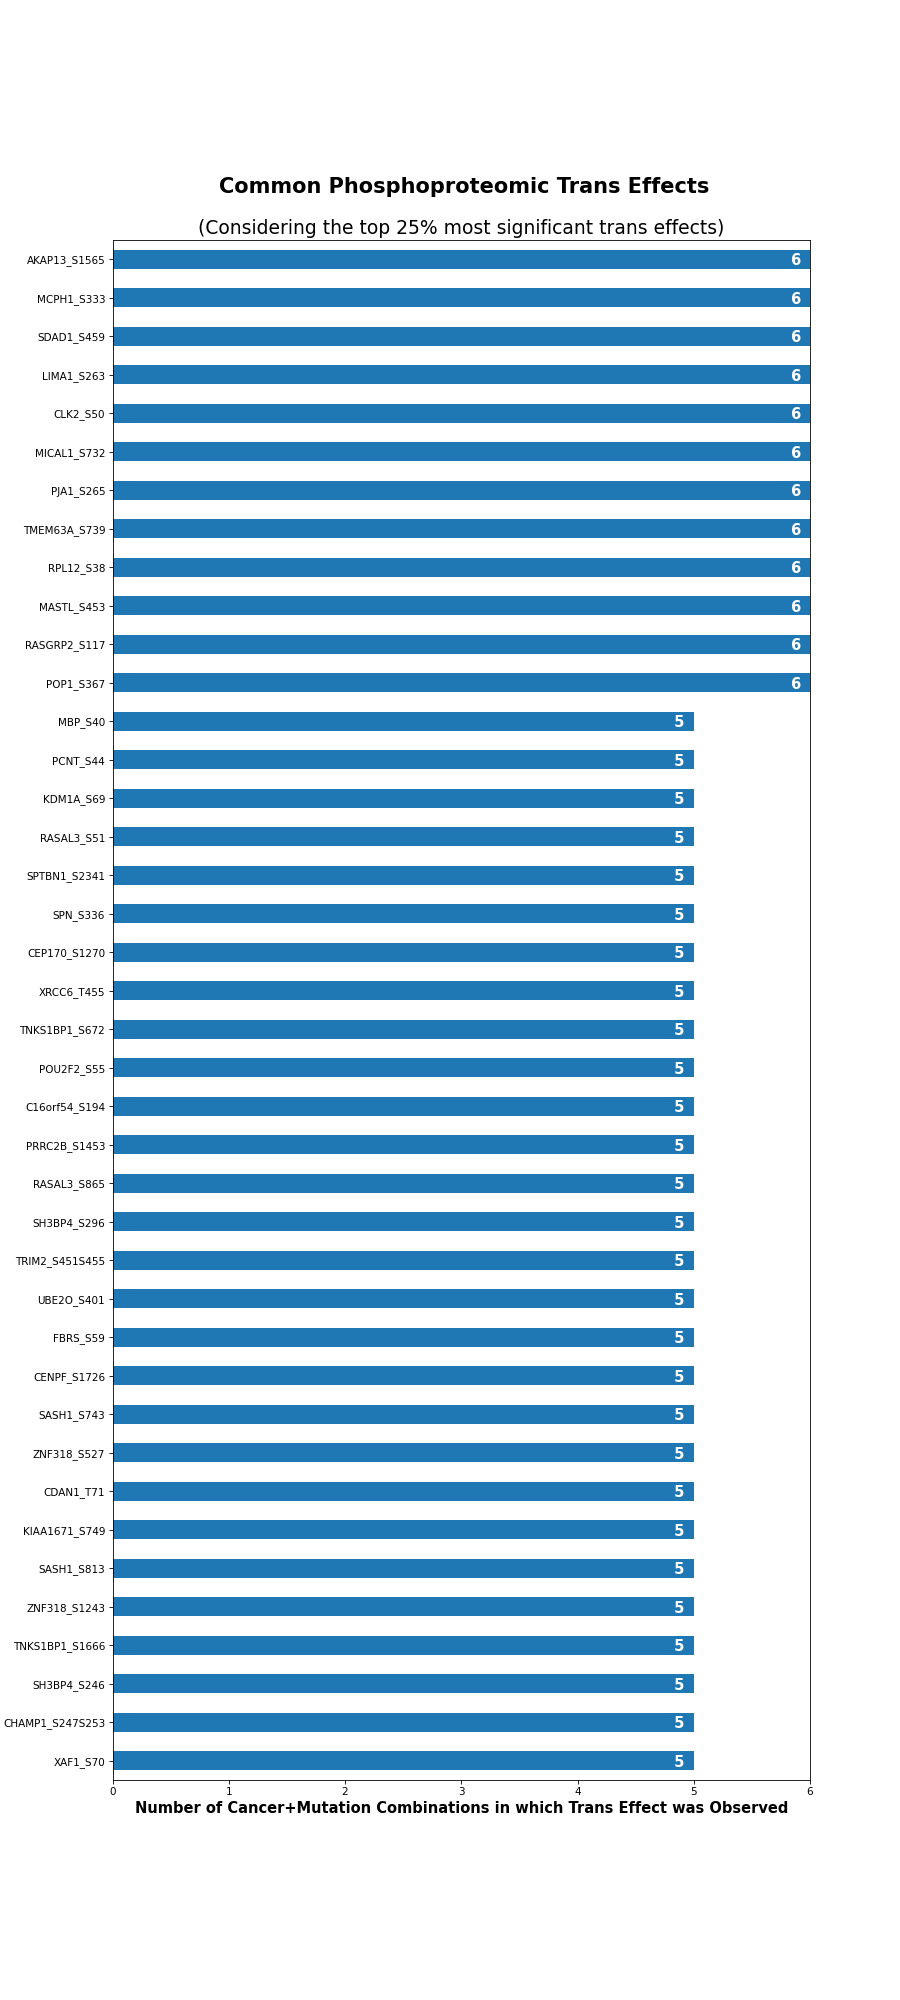 Common Phosphoproteomic Trans Effects
(Considering the top 25% most significant trans effects)
AKAP13_S1565 6
MCPH1_S333 6
SDAD1_S459 6
LIMA1_S263 6
CLK2_S50 6
MICAL1_S732 6
PJA1_S265 6
TMEM63A_S739 6
RPL12_S38 6
MASTL_S453 6
RASGRP2_S117 6
POP1_S367 6
MBP_S40 5
PCNT_S44 5
KDM1A_S69 5
RASAL3_S51 5
SPTBN1_S2341 5
SPN_S336 5
CEP170_S1270 5
XRCC6_T455 5
TNKS1BP1_S672 5
POU2F2_S55 5
C16orf54_S194 5
PRRC2B_S1453 5
RASAL3_S865 5
SH3BP4_S296 5
TRIM2_S451S455 5
UBE2O_S401 5
FBRS_S59 5
CENPF_S1726 5
SASH1_S743 5
ZNF318_S527 5
CDAN1_T71 5
KIAA1671_S749 5
SASH1_S813 5
ZNF318_S1243 5
TNKS1BP1_S1666 5
SH3BP4_S246 5
CHAMP1_S247S253 5
XAF1_S70 5
0 1 2 3 4 5 6
Number of Cancer+Mutation Combinations in which Trans Effect was Observed